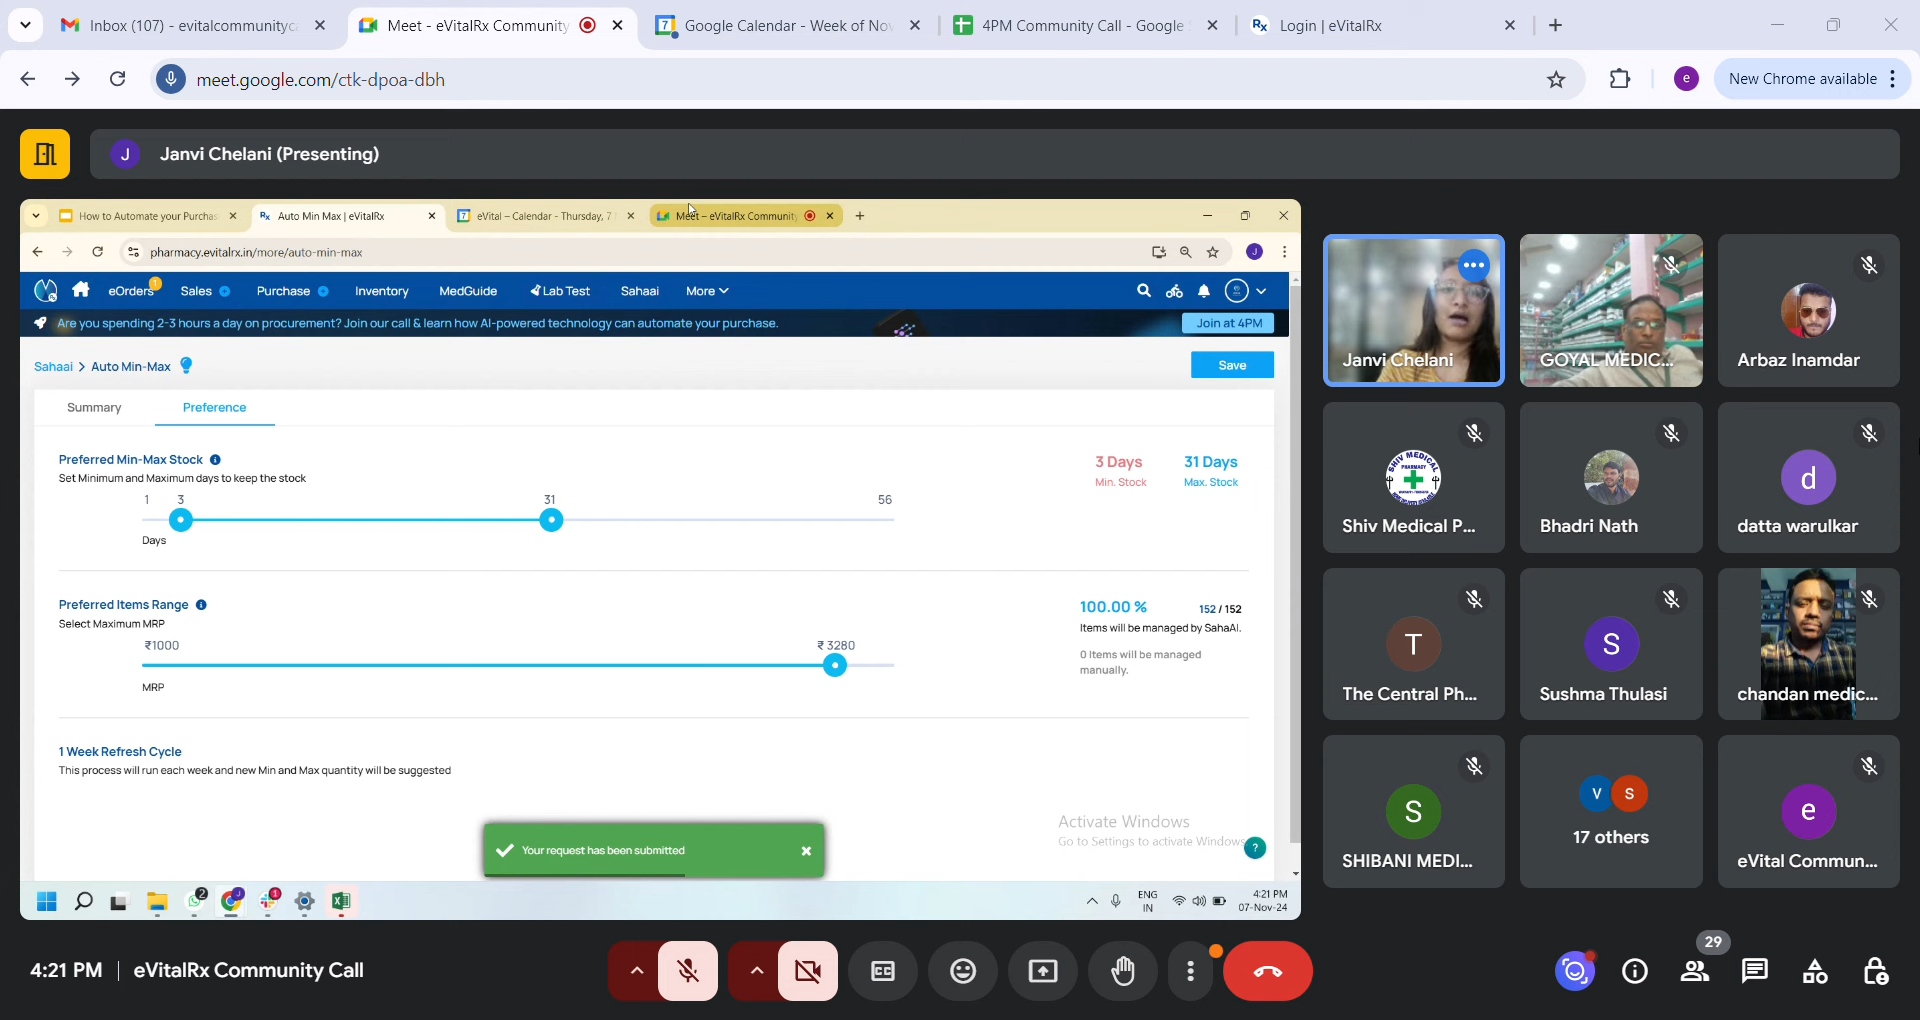 Inbox (107) - evitalcommunityca
Meet - eVitalRx Community
Google Calendar - Week of Nov
4PM Community Call - Google
Login | eVitalRx
meet.google.com/ctk-dpoa-dbh
New Chrome available
J
Janvi Chelani (Presenting)
How to Automate your Purchas
Auto Min Max | eVitalRx
eVital – Calendar - Thursday, 7
Meet – eVitalRx Communit
pharmacy.evitalrx.in/more/auto-min-max
eOrders 1
Sales
Purchase
Inventory
MedGuide
Lab Test
Sahaai
More
Are you spending 2-3 hours a day on procurement? Join our call & learn how AI-powered technology can automate your purchase.
Join at 4PM
Sahaai > Auto Min-Max
Save
Summary
Preference
Preferred Min-Max Stock
Set Minimum and Maximum days to keep the stock
1 3 31 56
Days
3 Days
Min. Stock
31 Days
Max. Stock
Preferred Items Range
Select Maximum MRP
₹1000 ₹ 3280
MRP
100.00 % 152 / 152
Items will be managed by SahaAI.
0 Items will be managed
manually.
1 Week Refresh Cycle
This process will run each week and new Min and Max quantity will be suggested
Your request has been submitted
Activate Windows
Go to Settings to activate Windows
ENG
IN
4:21 PM
07-Nov-24
Janvi Chelani
GOYAL MEDIC...
Arbaz Inamdar
SHIV MEDICAL
PHARMACY
Shiv Medical P...
Bhadri Nath
d
datta warulkar
T
The Central Ph...
S
Sushma Thulasi
chandan medic...
S
SHIBANI MEDI...
V S
17 others
e
eVital Commun...
4:21 PM | eVitalRx Community Call
29